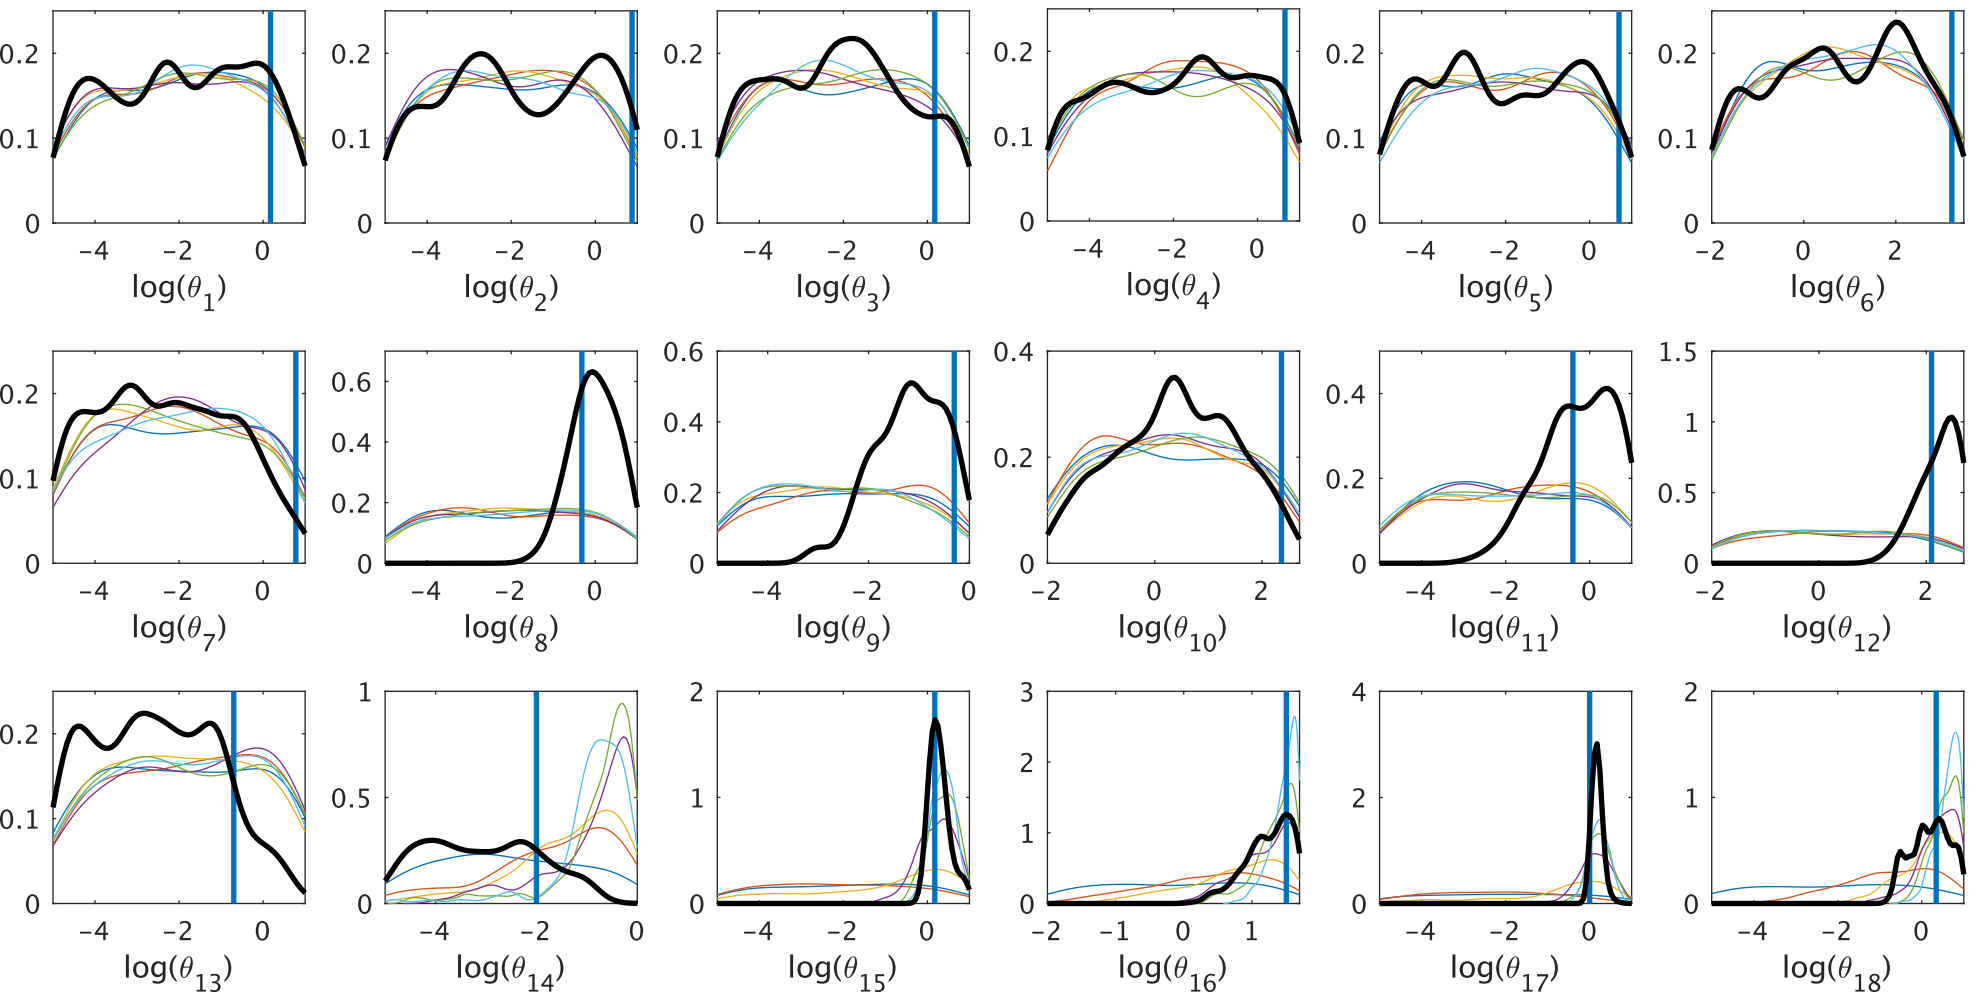 0.2 0.2 0.2 0.2 0.2 0.2
0.1 0.1 0.1 0.1 0.1 0.1
0 0 0 0 0 0
−4 −2 0 −4 −2 0 −4 −2 0 −4 −2 0 −4 −2 0 −2 0 2
log(θ1) log(θ2) log(θ3) log(θ4) log(θ5) log(θ6)
0.6 0.4 1.5
0.2 0.6 0.4 1
0.4 0.4 0.2 0.2
0.1 0.2 0.2 0.5
0 0 0 0 0 0
−4 −2 0 −4 −2 0 −4 −2 0 −2 0 2 −4 −2 0 −2 0 2
log(θ7) log(θ8) log(θ9) log(θ10) log(θ11) log(θ12)
1 2 3 4 2
0.2 2
0.5 1 2 1
0.1 1
0 0 0 0 0 0
−4 −2 0 −4 −2 0 −4 −2 0 −2 −1 0 1 −4 −2 0 −4 −2 0
log(θ13) log(θ14) log(θ15) log(θ16) log(θ17) log(θ18)